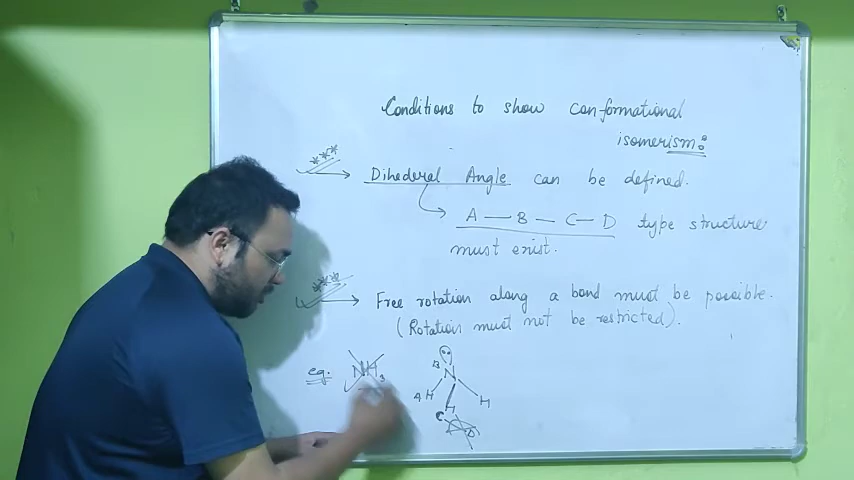 Conditions to show conformational
isomerism:
*** Dihederal Angle can be defined.
A — B — C — D type structure
must exist.
*** Free rotation along a bond must be possible.
(Rotation must not be restricted).
eg. NH3
B N
A H H H
C
D